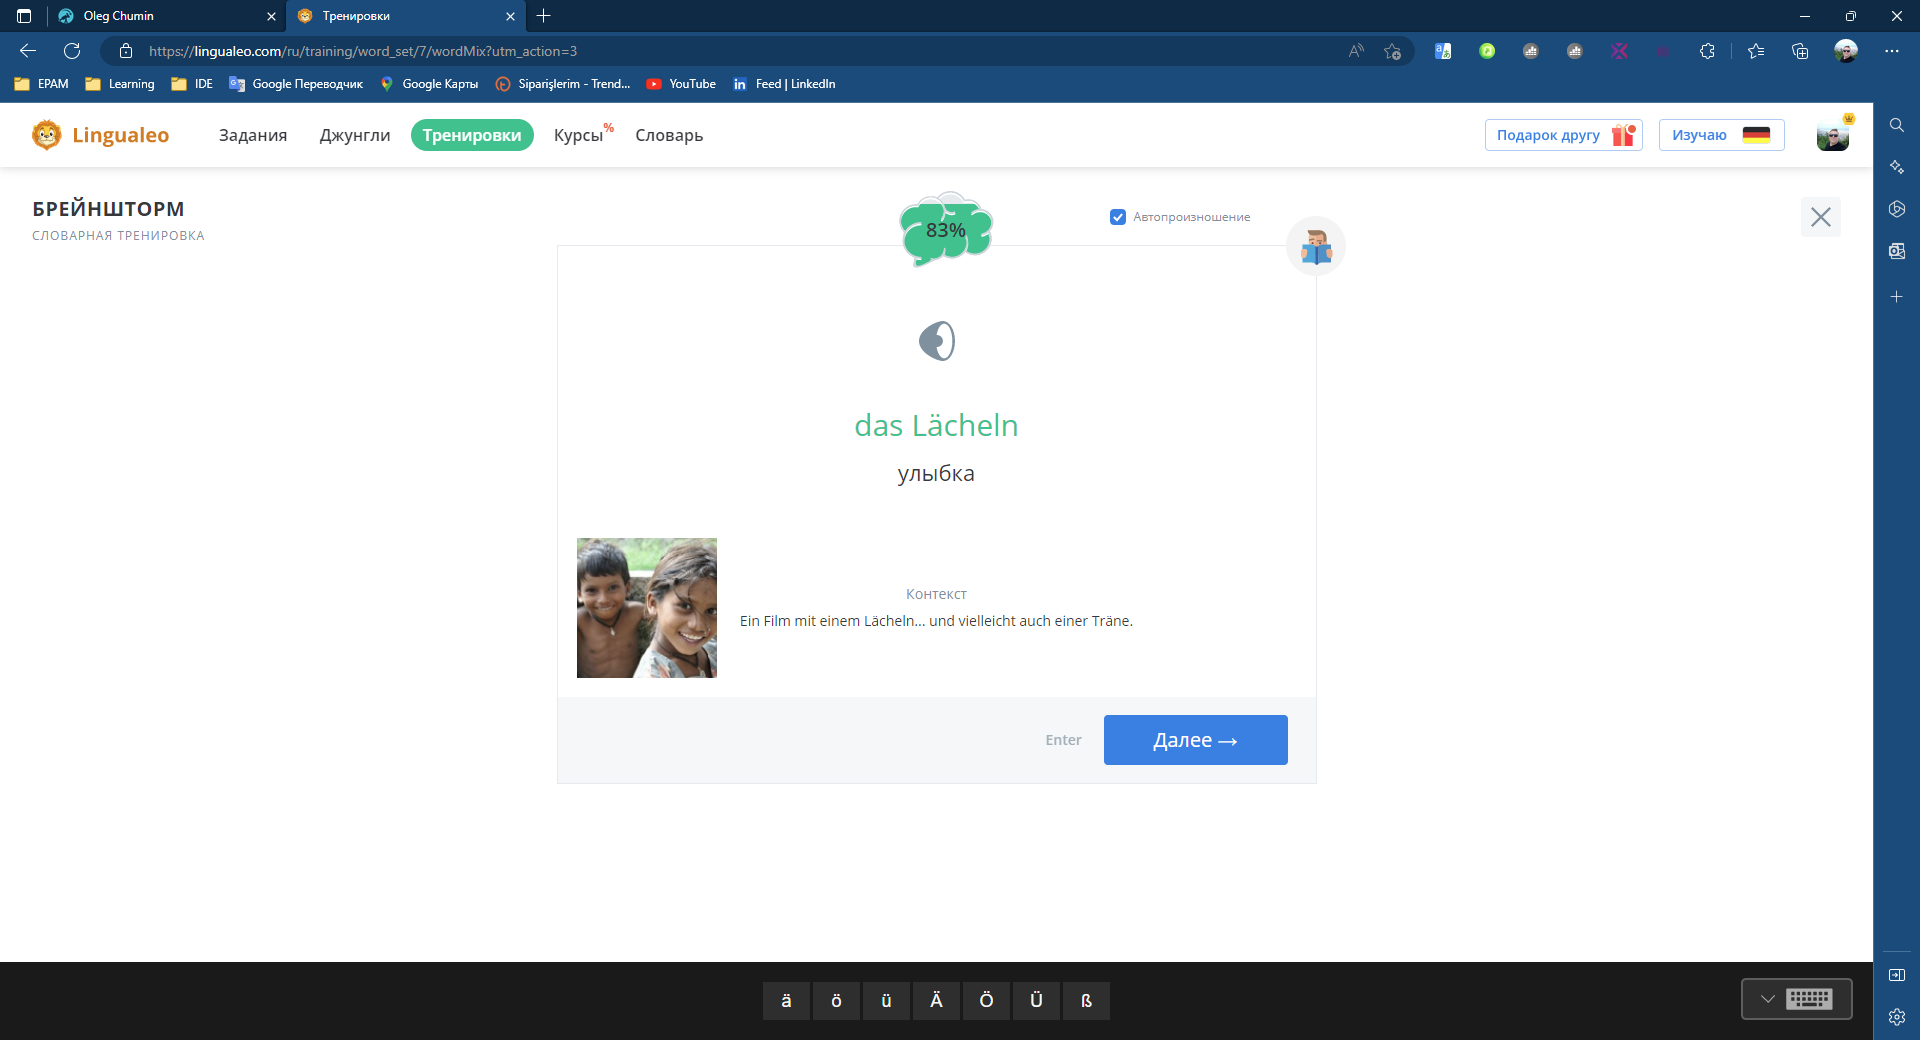 Oleg Chumin
Тренировки
https://lingualeo.com/ru/training/word_set/7/wordMix?utm_action=3
EPAM
Learning
IDE
Google Переводчик
Google Карты
Siparişlerim - Trend...
YouTube
Feed | LinkedIn
Lingualeo
Задания
Джунгли
Тренировки
Курсы%
Словарь
Подарок другу
Изучаю
БРЕЙНШТОРМ
СЛОВАРНАЯ ТРЕНИРОВКА
83%
Автопроизношение
das Lächeln
улыбка
Контекст
Ein Film mit einem Lächeln... und vielleicht auch einer Träne.
Enter
Далее →
ä ö ü Ä Ö Ü ß